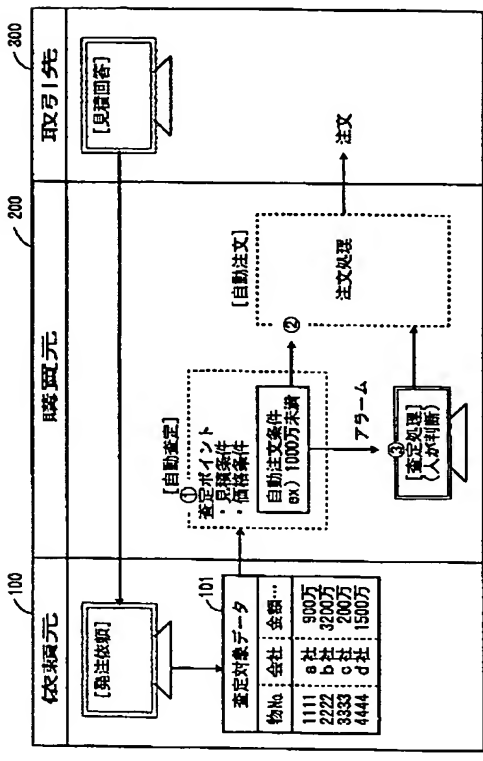 依頼元
100
[発注依頼]
101
査定対象データ
物No 会社 金額…
1111 a社 900万
2222 b社 3200万
3333 c社 200万
4444 d社 1500万
購買元
200
[自動査定]
①
査定ポイント
・見積条件
・価格条件
自動注文条件
ex) 1000万未満
アラーム
③
[査定処理]
(人が判断)
[自動注文]
②
注文処理
取引先
300
[見積回答]
注文